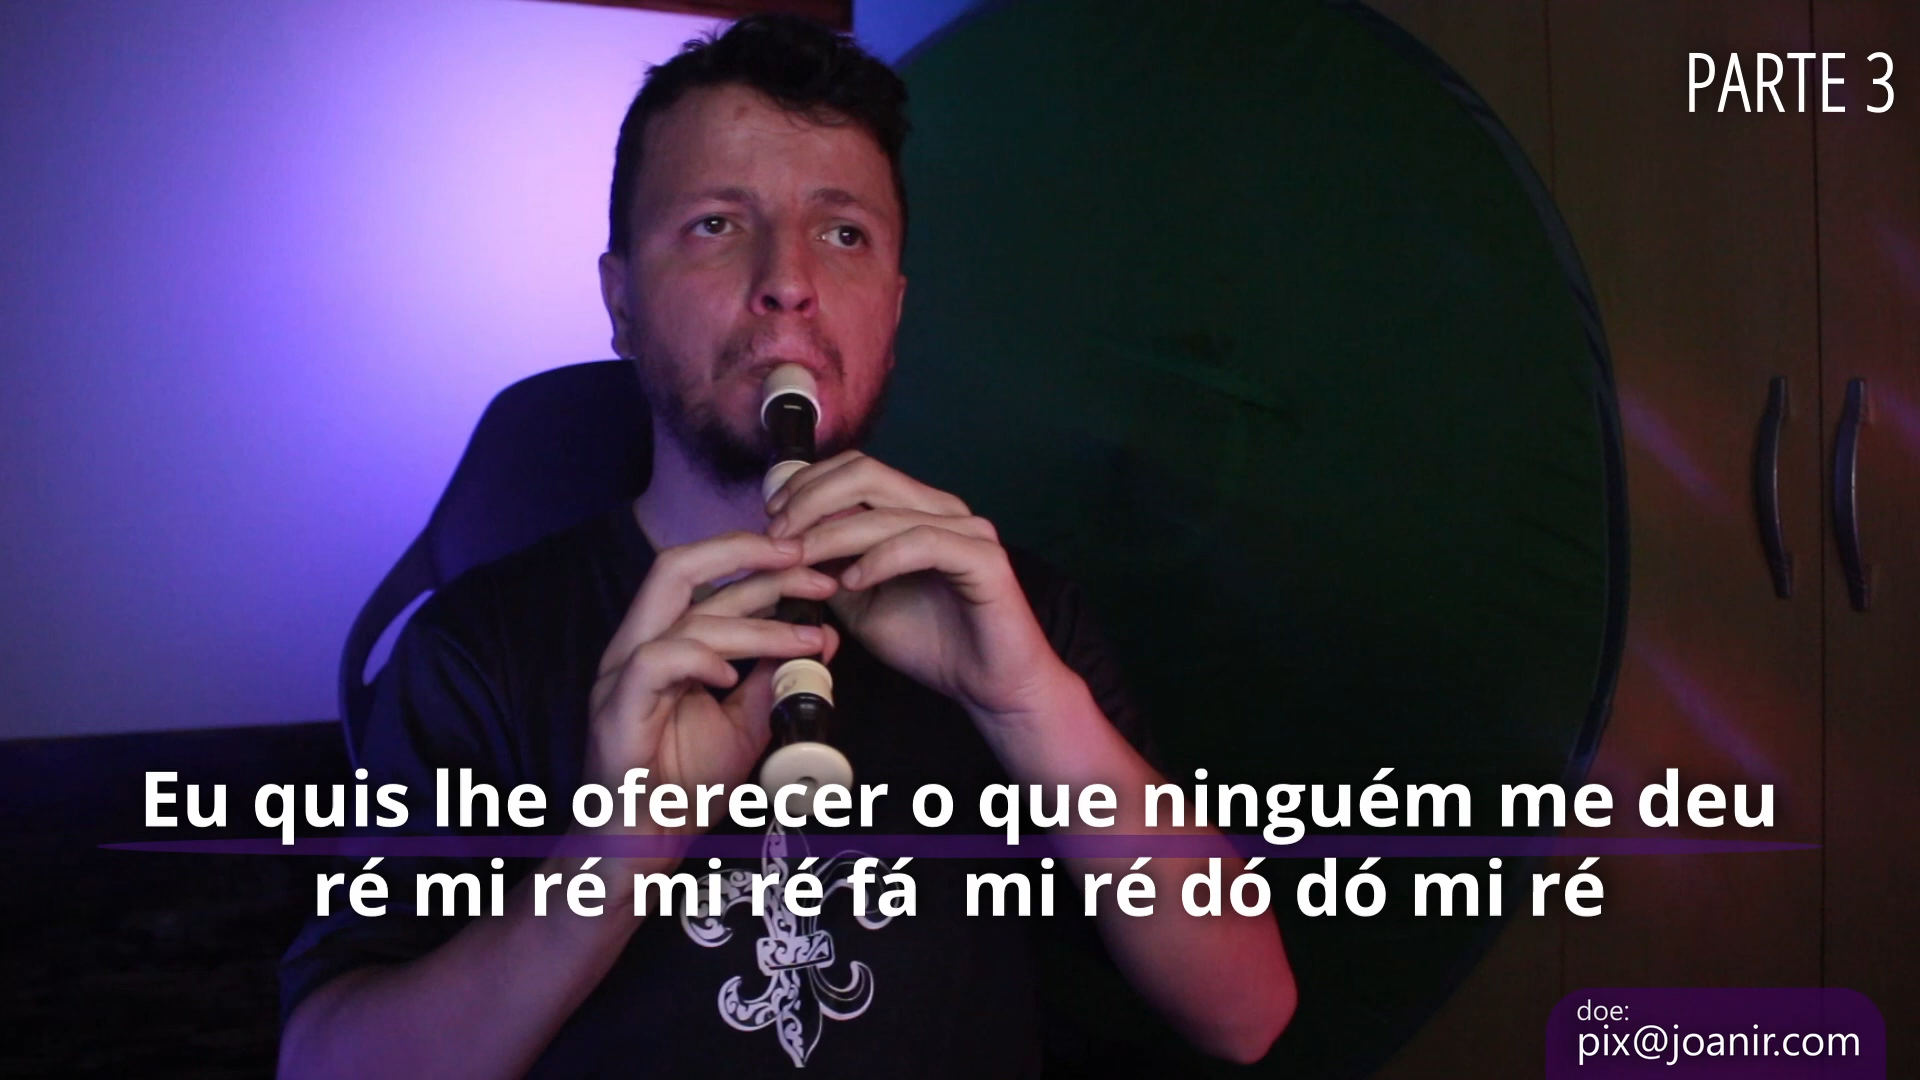 PARTE 3
Eu quis lhe oferecer o que ninguém me deu
ré mi ré mi ré fá mi ré dó dó mi ré
doe:
pix@joanir.com